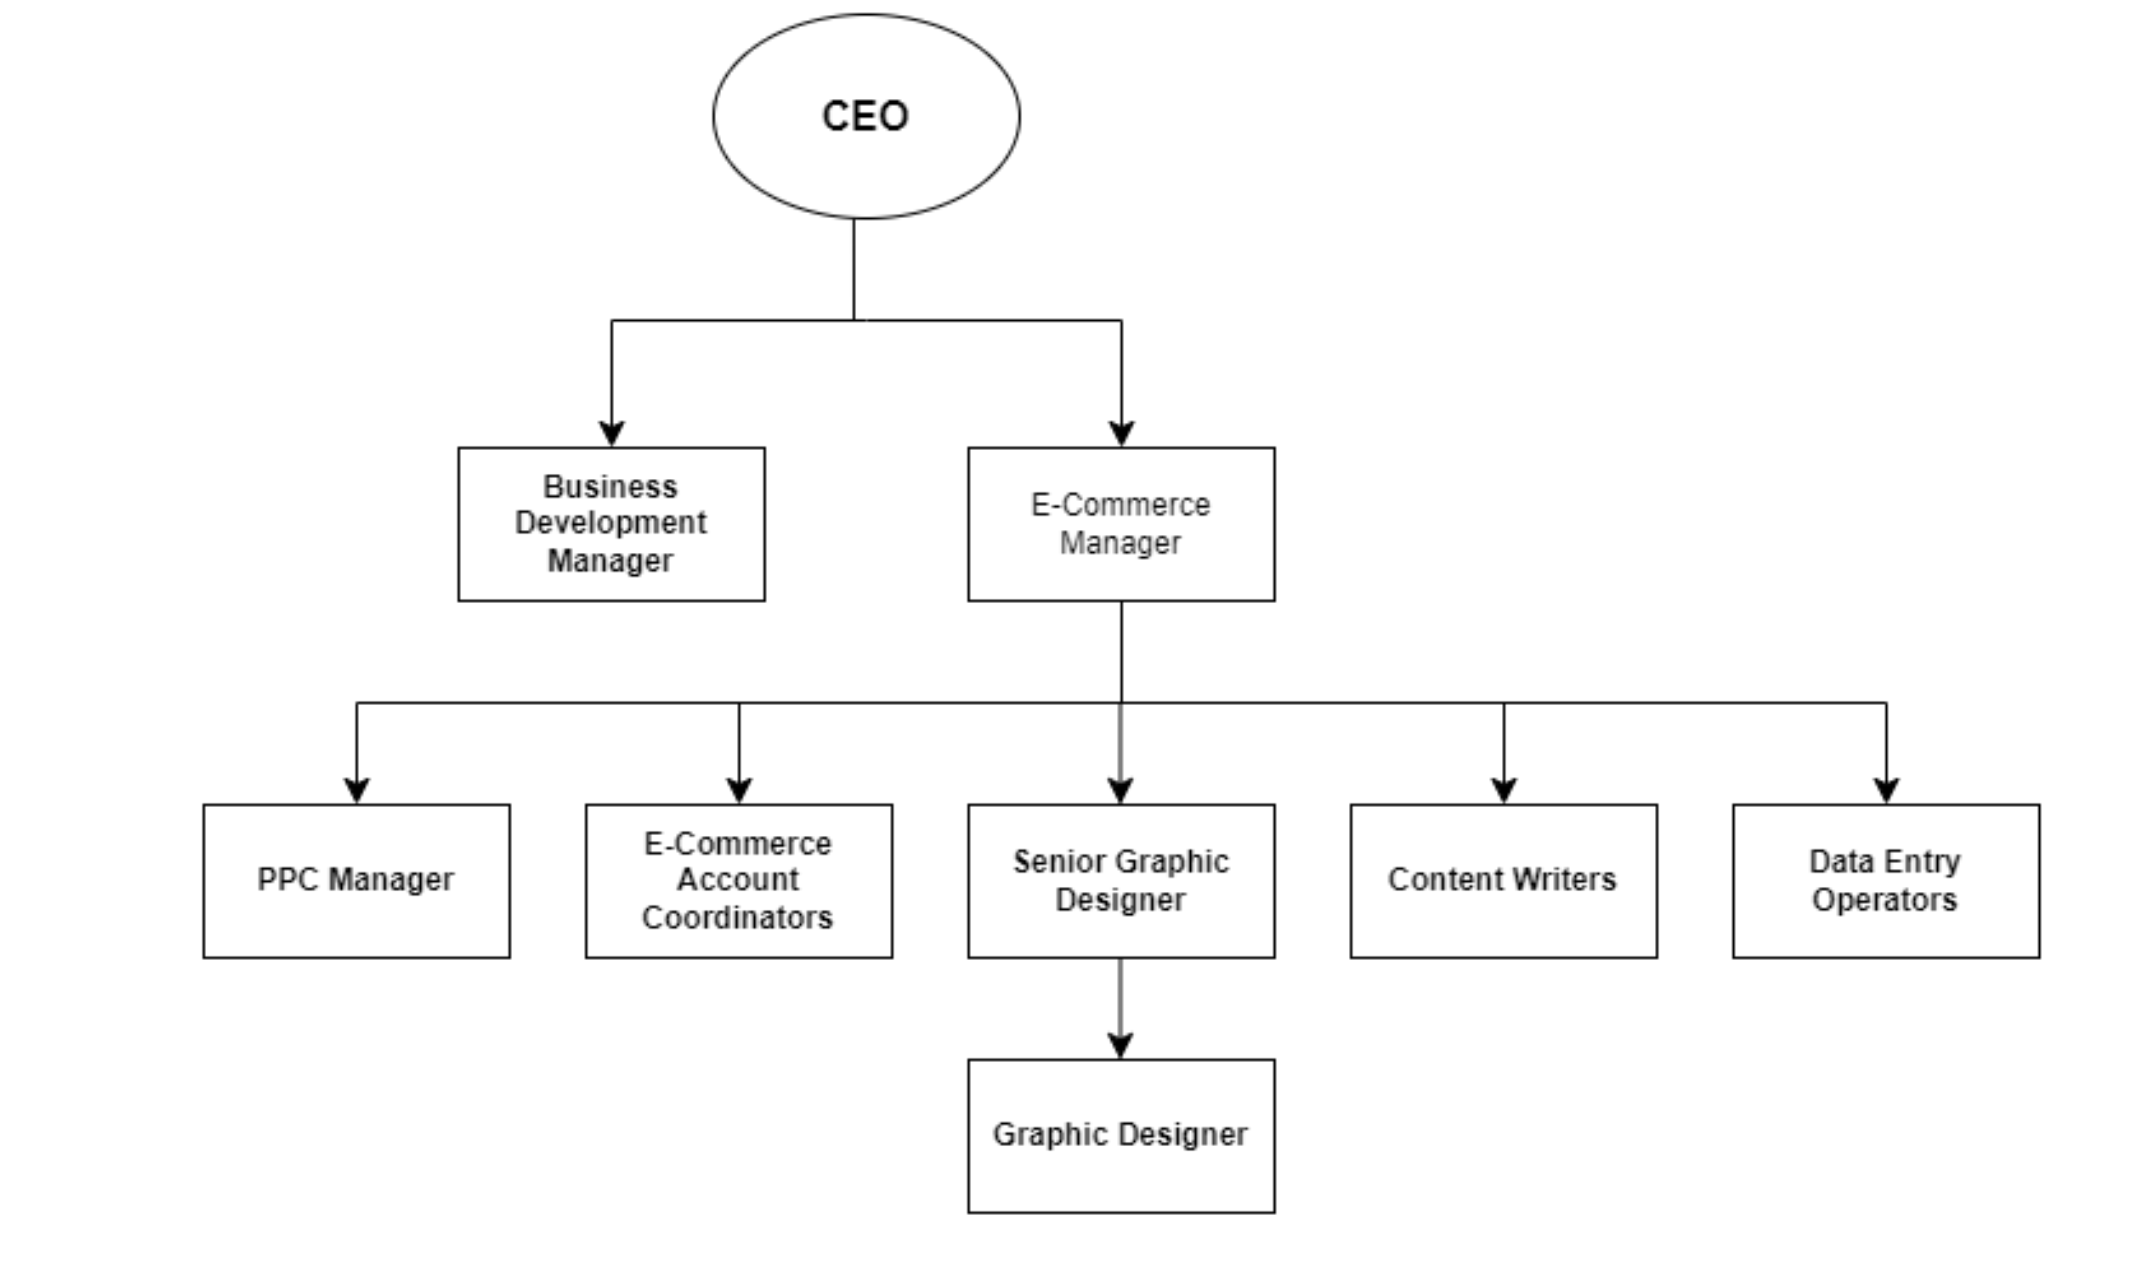 CEO
Business
Development
Manager
E-Commerce
Manager
PPC Manager
E-Commerce
Account
Coordinators
Senior Graphic
Designer
Content Writers
Data Entry
Operators
Graphic Designer